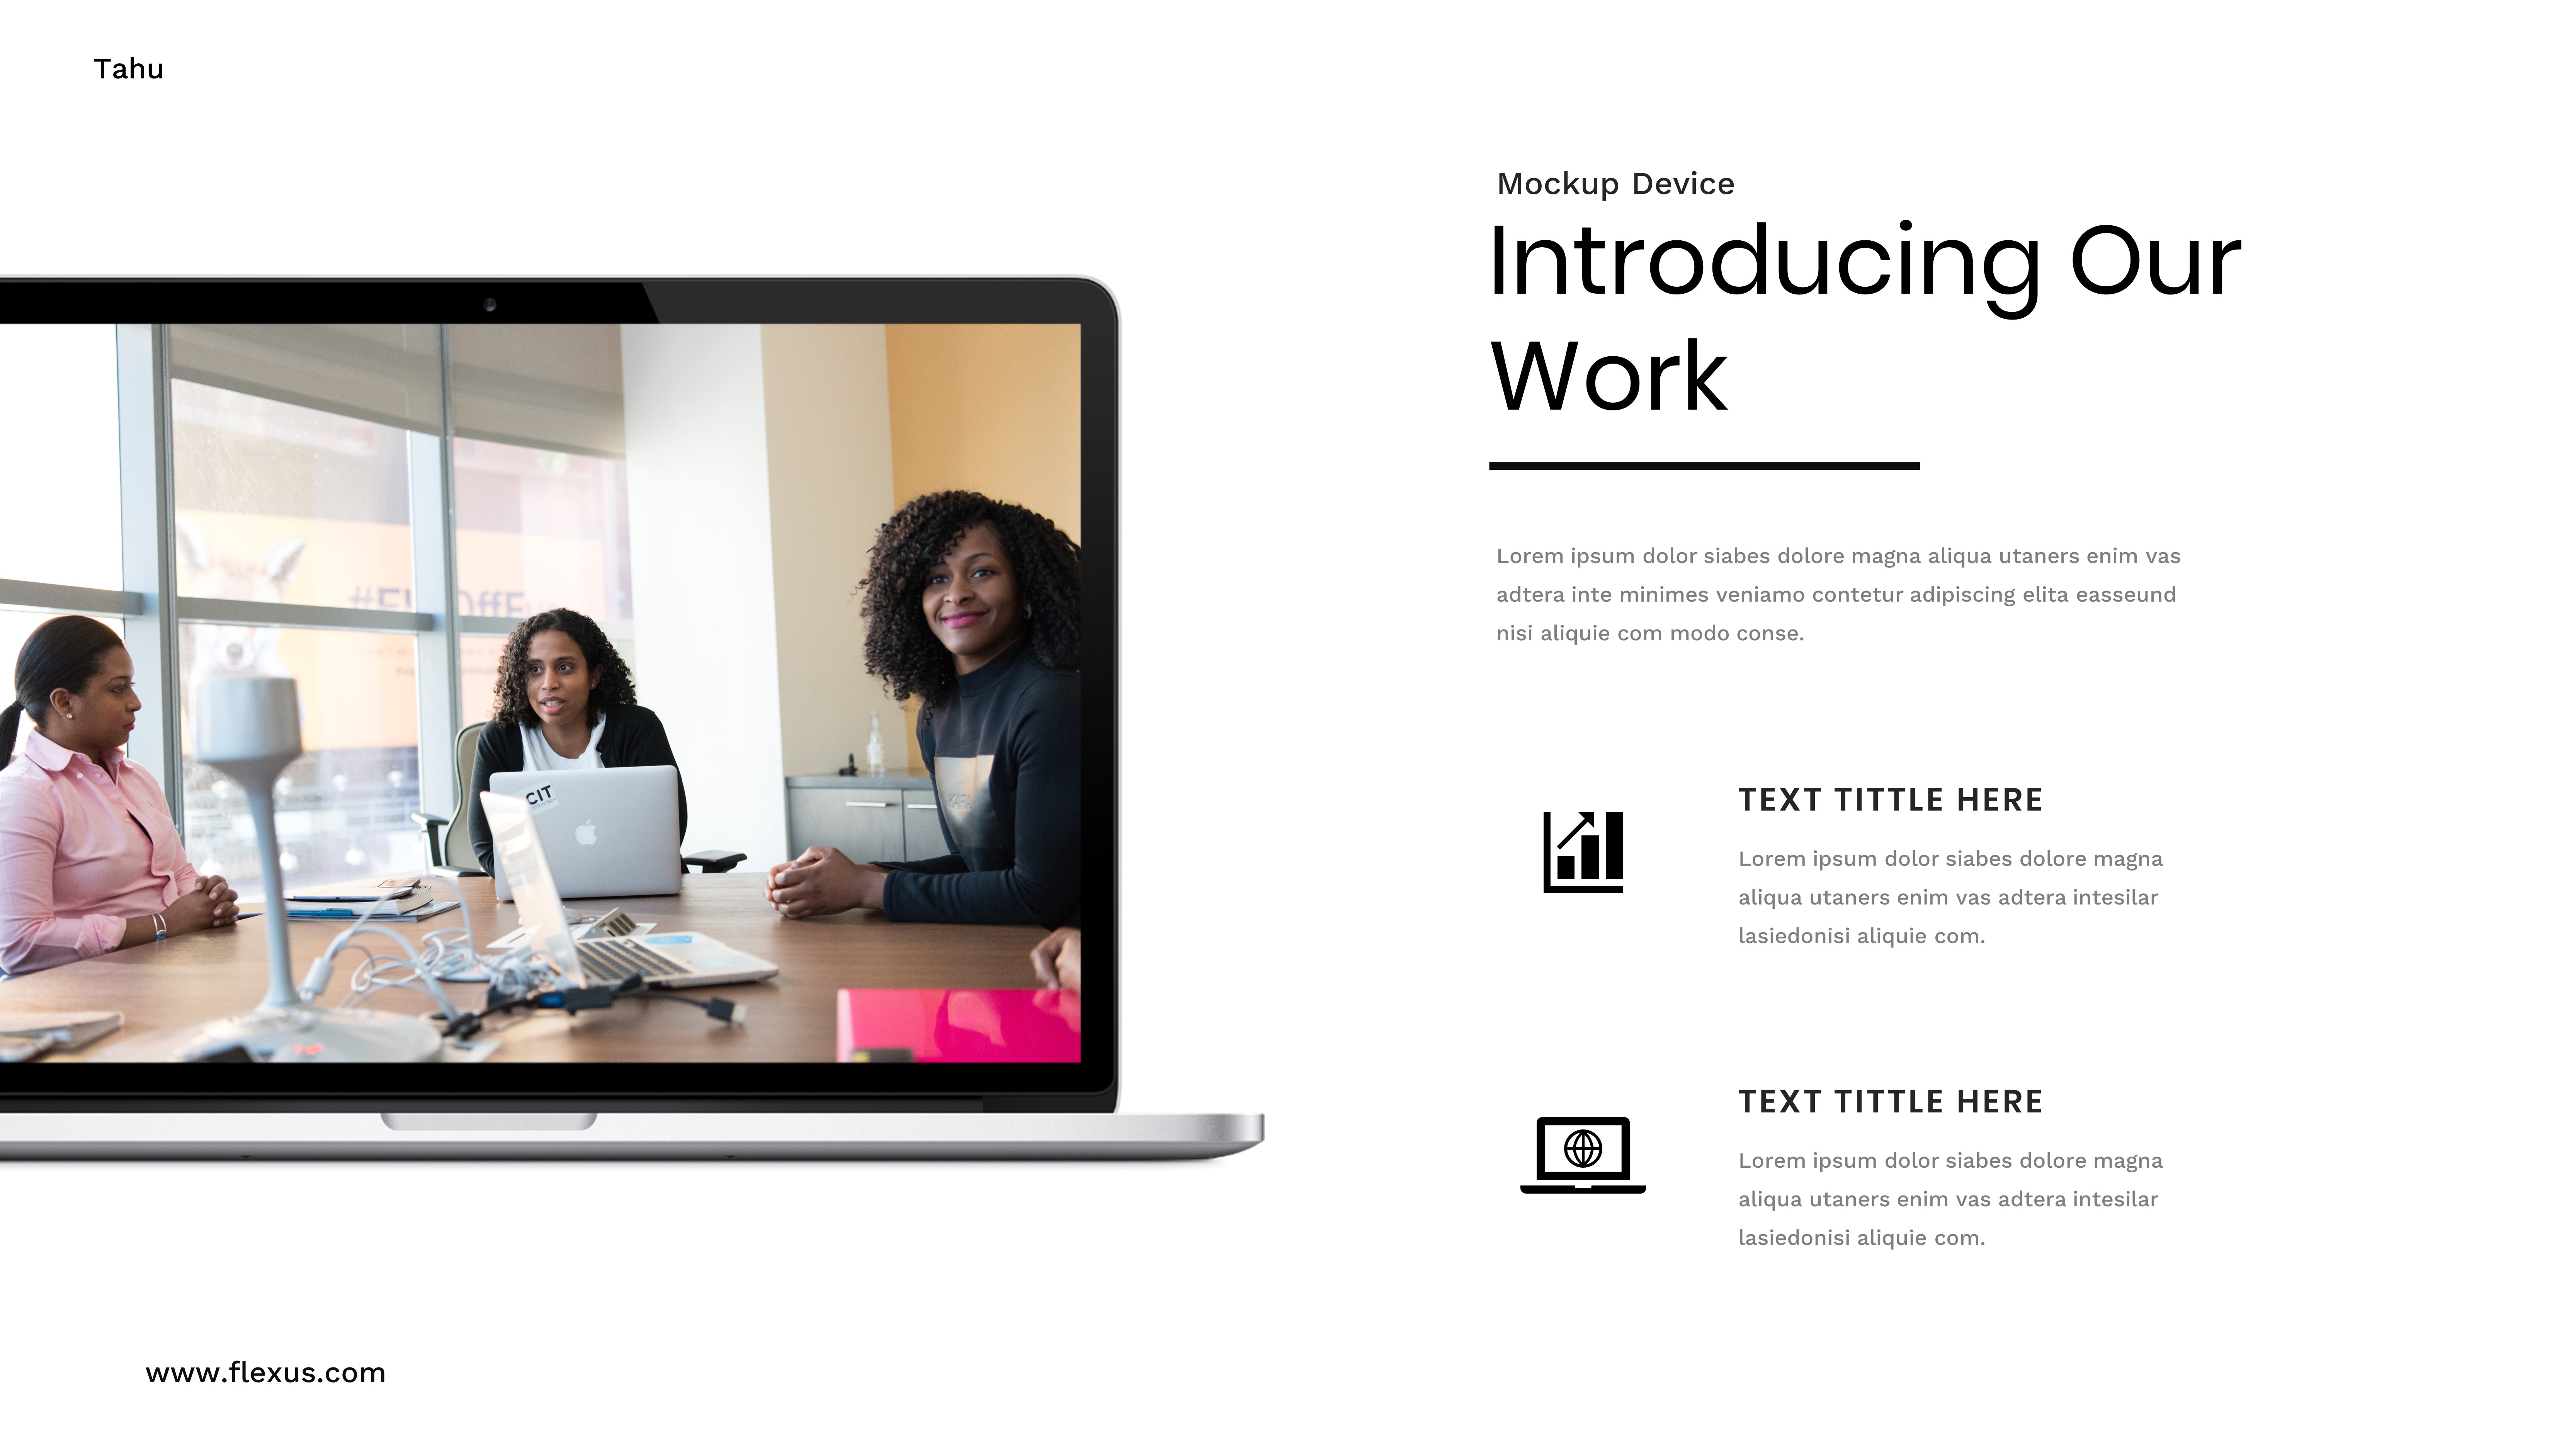 Tahu
Mockup Device
Introducing Our
Work
Lorem ipsum dolor siabes dolore magna aliqua utaners enim vas
adtera inte minimes veniamo contetur adipiscing elita easseund
nisi aliquie com modo conse.
CIT
TEXT TITTLE HERE
Lorem ipsum dolor siabes dolore magna
aliqua utaners enim vas adtera intesilar
lasiedonisi aliquie com.
TEXT TITTLE HERE
Lorem ipsum dolor siabes dolore magna
aliqua utaners enim vas adtera intesilar
lasiedonisi aliquie com.
www.flexus.com